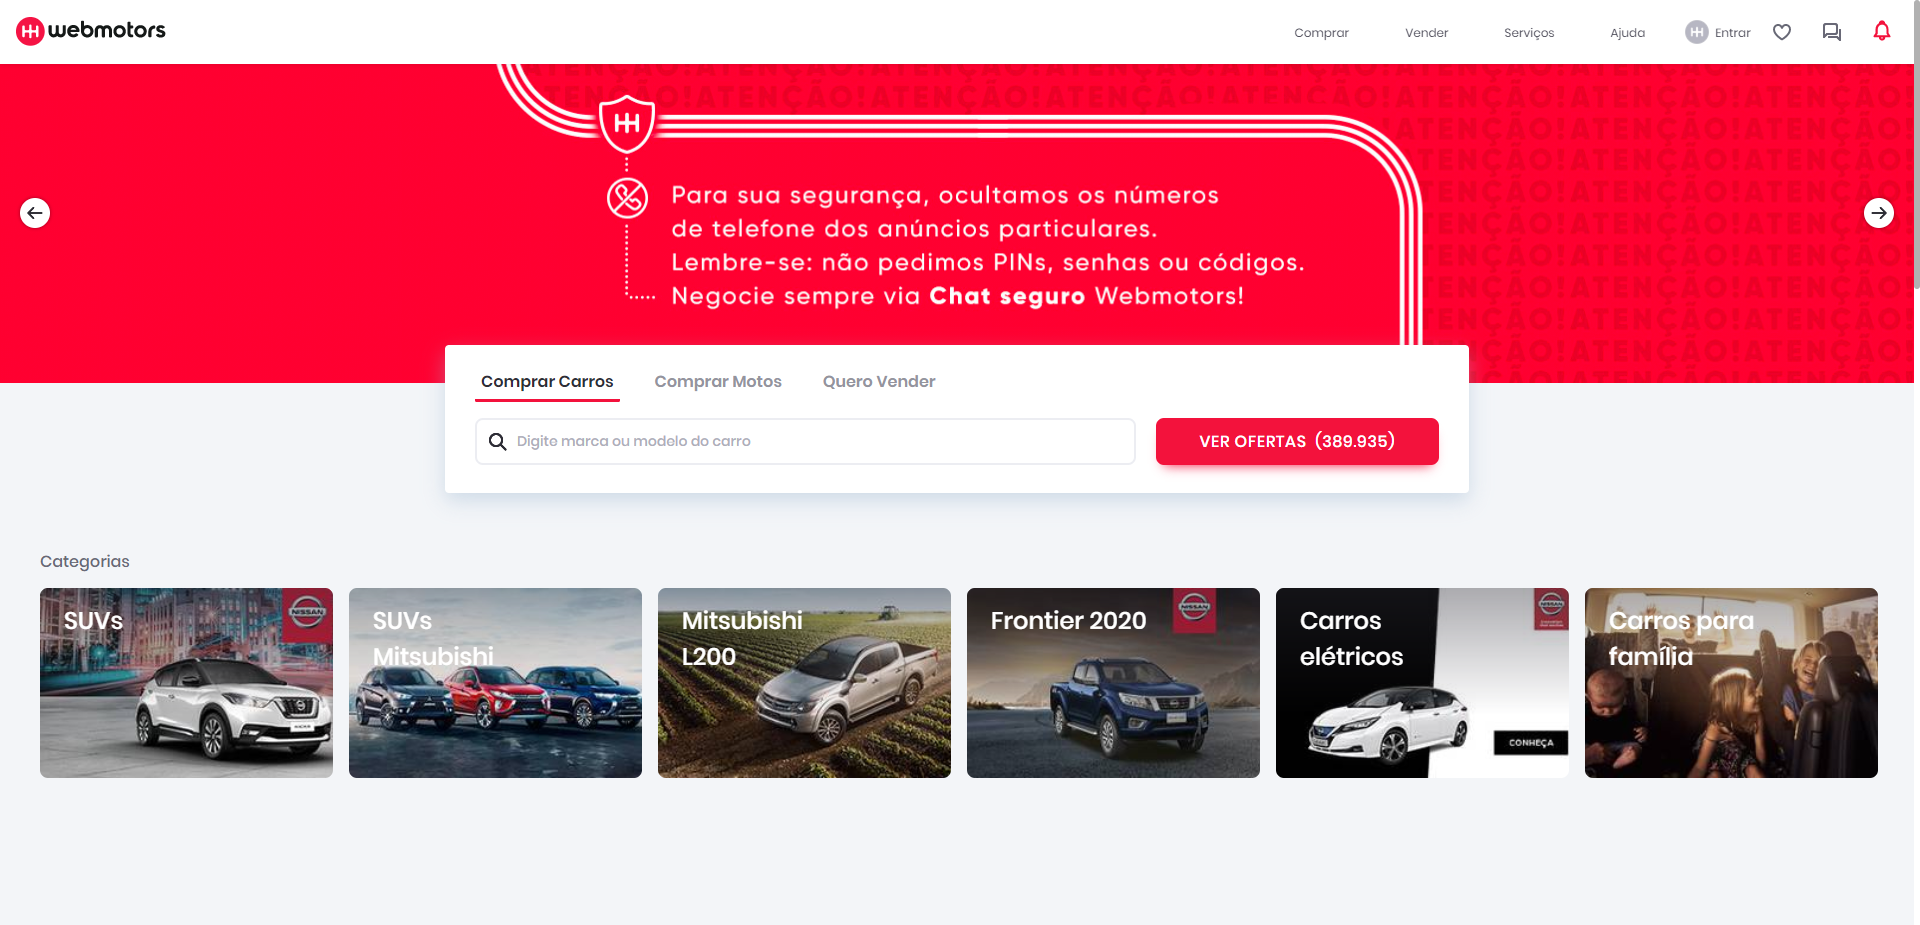 webmotors
Comprar
Vender
Serviços
Ajuda
Entrar
Para sua segurança, ocultamos os números
de telefone dos anúncios particulares.
Lembre-se: não pedimos PINs, senhas ou códigos.
Negocie sempre via Chat seguro Webmotors!
ATENÇÃO! ATENÇÃO! ATENÇÃO!
Comprar Carros
Comprar Motos
Quero Vender
Digite marca ou modelo do carro
VER OFERTAS (389.935)
Categorias
SUVs
NISSAN
SUVs
Mitsubishi
Mitsubishi
L200
Frontier 2020
NISSAN
Carros
elétricos
NISSAN
CONHEÇA
Carros para
família